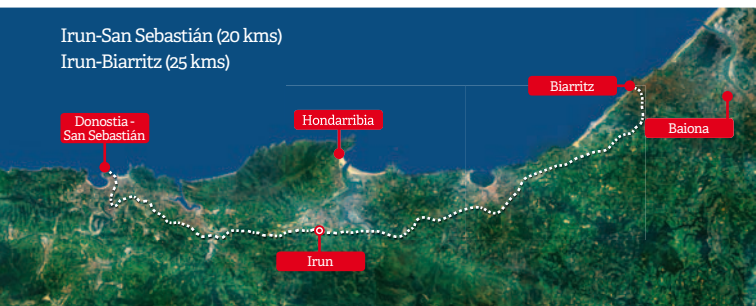 Irun-San Sebastián (20 kms)
Irun-Biarritz (25 kms)
Biarritz
Donostia -
San Sebastián
Hondarribia
Baiona
Irun